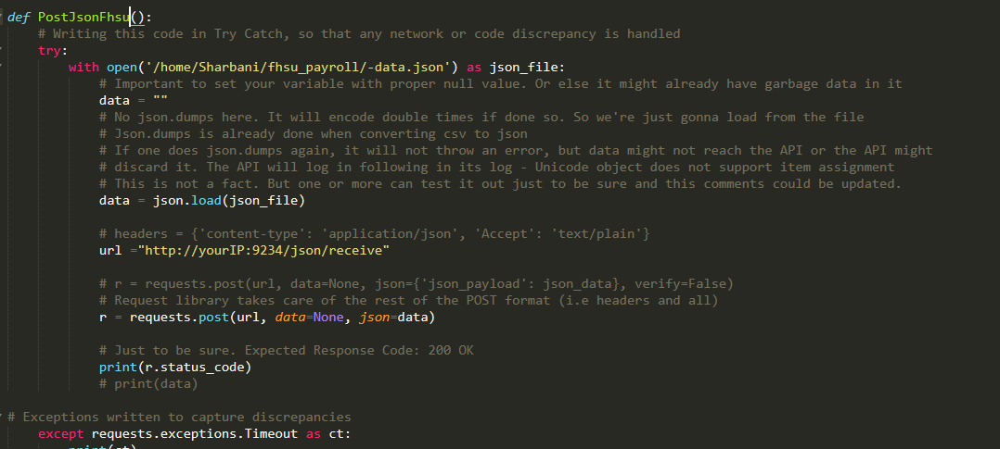 def PostJsonFhsu():
# Writing this code in Try Catch, so that any network or code discrepancy is handled
try:
with open('/home/Sharbani/fhsu_payroll/-data.json') as json_file:
# Important to set your variable with proper null value. Or else it might already have garbage data in it
data = ""
# No json.dumps here. It will encode double times if done so. So we're just gonna load from the file
# Json.dumps is already done when converting csv to json
# If one does json.dumps again, it will not throw an error, but data might not reach the API or the API might
# discard it. The API will log in following in its log - Unicode object does not support item assignment
# This is not a fact. But one or more can test it out just to be sure and this comments could be updated.
data = json.load(json_file)
# headers = {'content-type': 'application/json', 'Accept': 'text/plain'}
url ="http://yourIP:9234/json/receive"
# r = requests.post(url, data=None, json={'json_payload': json_data}, verify=False)
# Request library takes care of the rest of the POST format (i.e headers and all)
r = requests.post(url, data=None, json=data)
# Just to be sure. Expected Response Code: 200 OK
print(r.status_code)
# print(data)
# Exceptions written to capture discrepancies
except requests.exceptions.Timeout as ct:
print(ct)